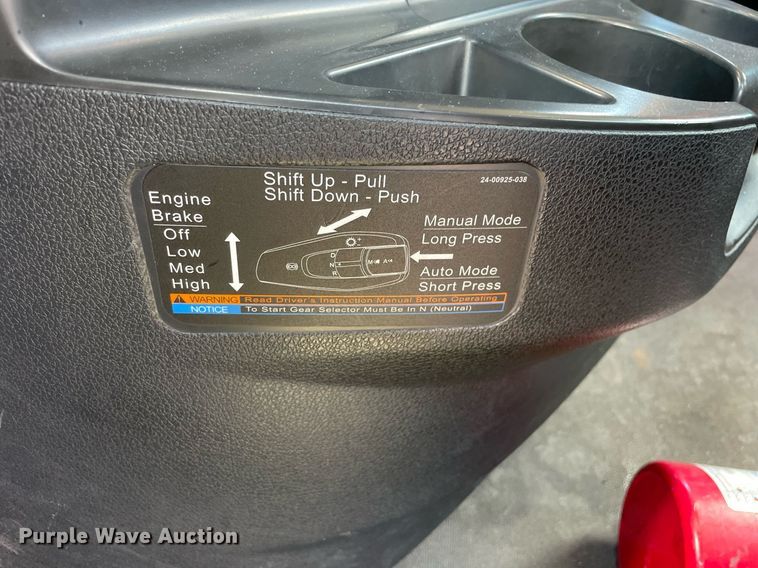 24-00925-038
Shift Up - Pull
Shift Down - Push
Engine
Brake
Off
Low
Med
High
Manual Mode
Long Press
Auto Mode
Short Press
D
N
R
M
A
WARNING Read Driver's Instruction Manual Before Operating
NOTICE To Start Gear Selector Must Be In N (Neutral)
Purple Wave Auction